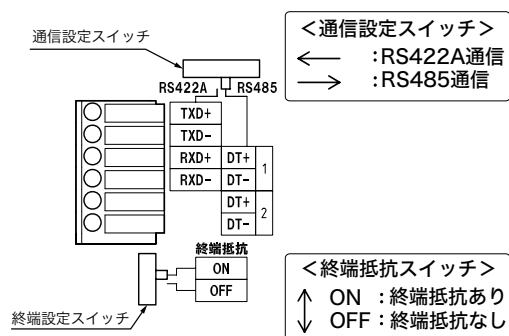 通信設定スイッチ
<通信設定スイッチ>
← :RS422A通信
→ :RS485通信
RS422A RS485
TXD+
TXD-
RXD+ DT+ 1
RXD- DT-
DT+ 2
DT-
終端抵抗
ON
OFF
終端設定スイッチ
<終端抵抗スイッチ>
↑ ON :終端抵抗あり
↓ OFF :終端抵抗なし